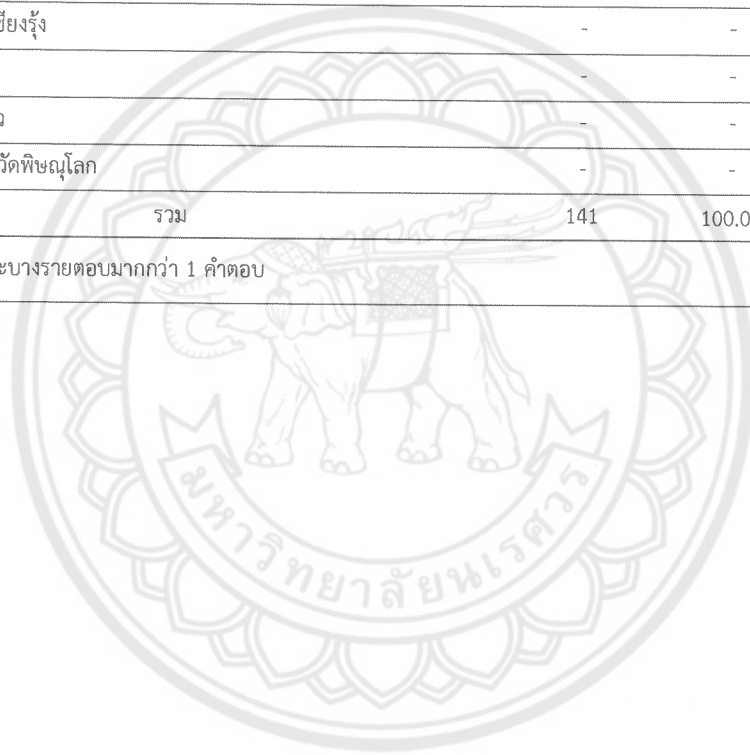 ชียงรุ้ง - -
- -
ว - -
วัดพิษณุโลก - -
รวม 141 100.0
ะบางรายตอบมากกว่า 1 คำตอบ
มหาวิทยาลัยนเรศวร